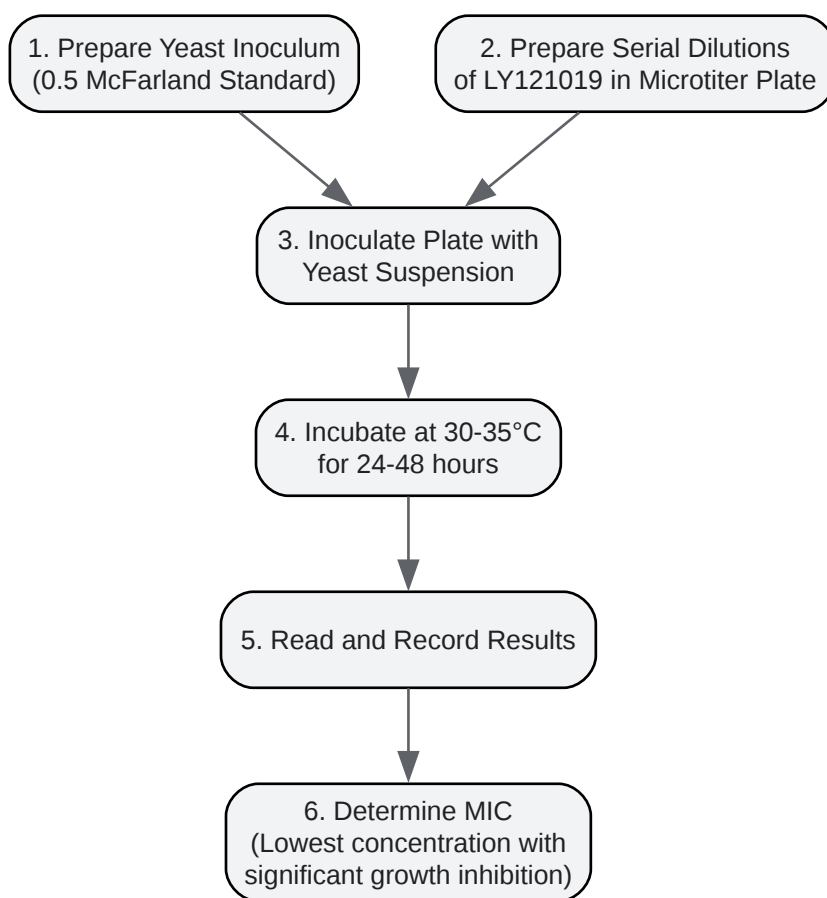 1. Prepare Yeast Inoculum
(0.5 McFarland Standard)
2. Prepare Serial Dilutions
of LY121019 in Microtiter Plate
3. Inoculate Plate with
Yeast Suspension
4. Incubate at 30-35°C
for 24-48 hours
5. Read and Record Results
6. Determine MIC
(Lowest concentration with
significant growth inhibition)